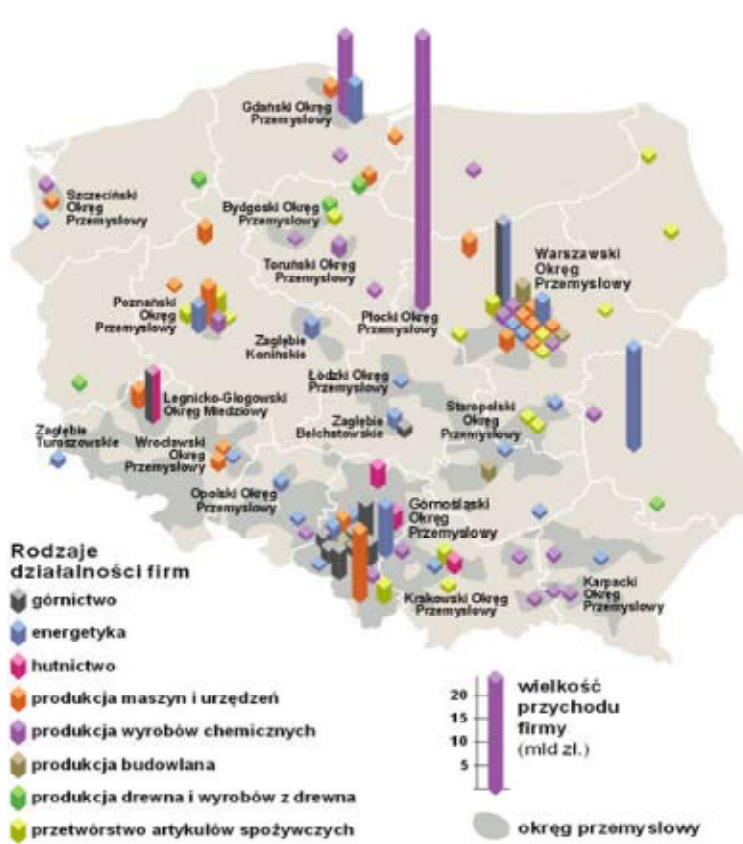 Gdański Okręg
Przemysłowy
Szczeciński
Okręg
Przemysłowy
Bydgoski Okręg
Przemysłowy
Toruński Okręg
Przemysłowy
Warszawski
Okręg
Przemysłowy
Poznański
Okręg
Przemysłowy
Płocki Okręg
Przemysłowy
Zagłębie
Konińskie
Łódzki Okręg
Przemysłowy
Legnicko-Głogowski
Okręg Miedziowy
Zagłębie
Turoszowskie
Wrocławski
Okręg
Przemysłowy
Zagłębie
Bełchatowskie
Staropolski
Okręg
Przemysłowy
Opolski Okręg
Przemysłowy
Górnośląski
Okręg
Przemysłowy
Krakowski Okręg
Przemysłowy
Karpacki
Okręg
Przemysłowy
Rodzaje
działalności firm
górnictwo
energetyka
hutnictwo
produkcja maszyn i urządzeń
produkcja wyrobów chemicznych
produkcja budowlana
produkcja drewna i wyrobów z drewna
przetwórstwo artykułów spożywczych
20
15
10
5
wielkość
przychodu
firmy
(mld zł.)
okręg przemysłowy